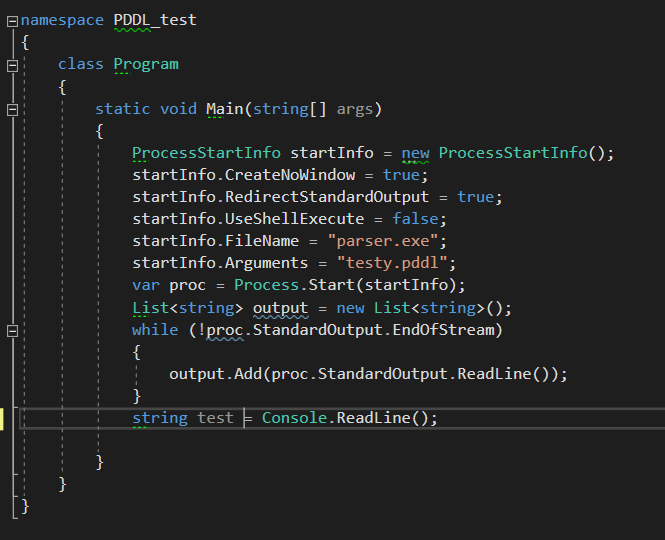 namespace PDDL_test
{
class Program
{
static void Main(string[] args)
{
ProcessStartInfo startInfo = new ProcessStartInfo();
startInfo.CreateNoWindow = true;
startInfo.RedirectStandardOutput = true;
startInfo.UseShellExecute = false;
startInfo.FileName = "parser.exe";
startInfo.Arguments = "testy.pddl";
var proc = Process.Start(startInfo);
List<string> output = new List<string>();
while (!proc.StandardOutput.EndOfStream)
{
output.Add(proc.StandardOutput.ReadLine());
}
string test = Console.ReadLine();
}
}
}